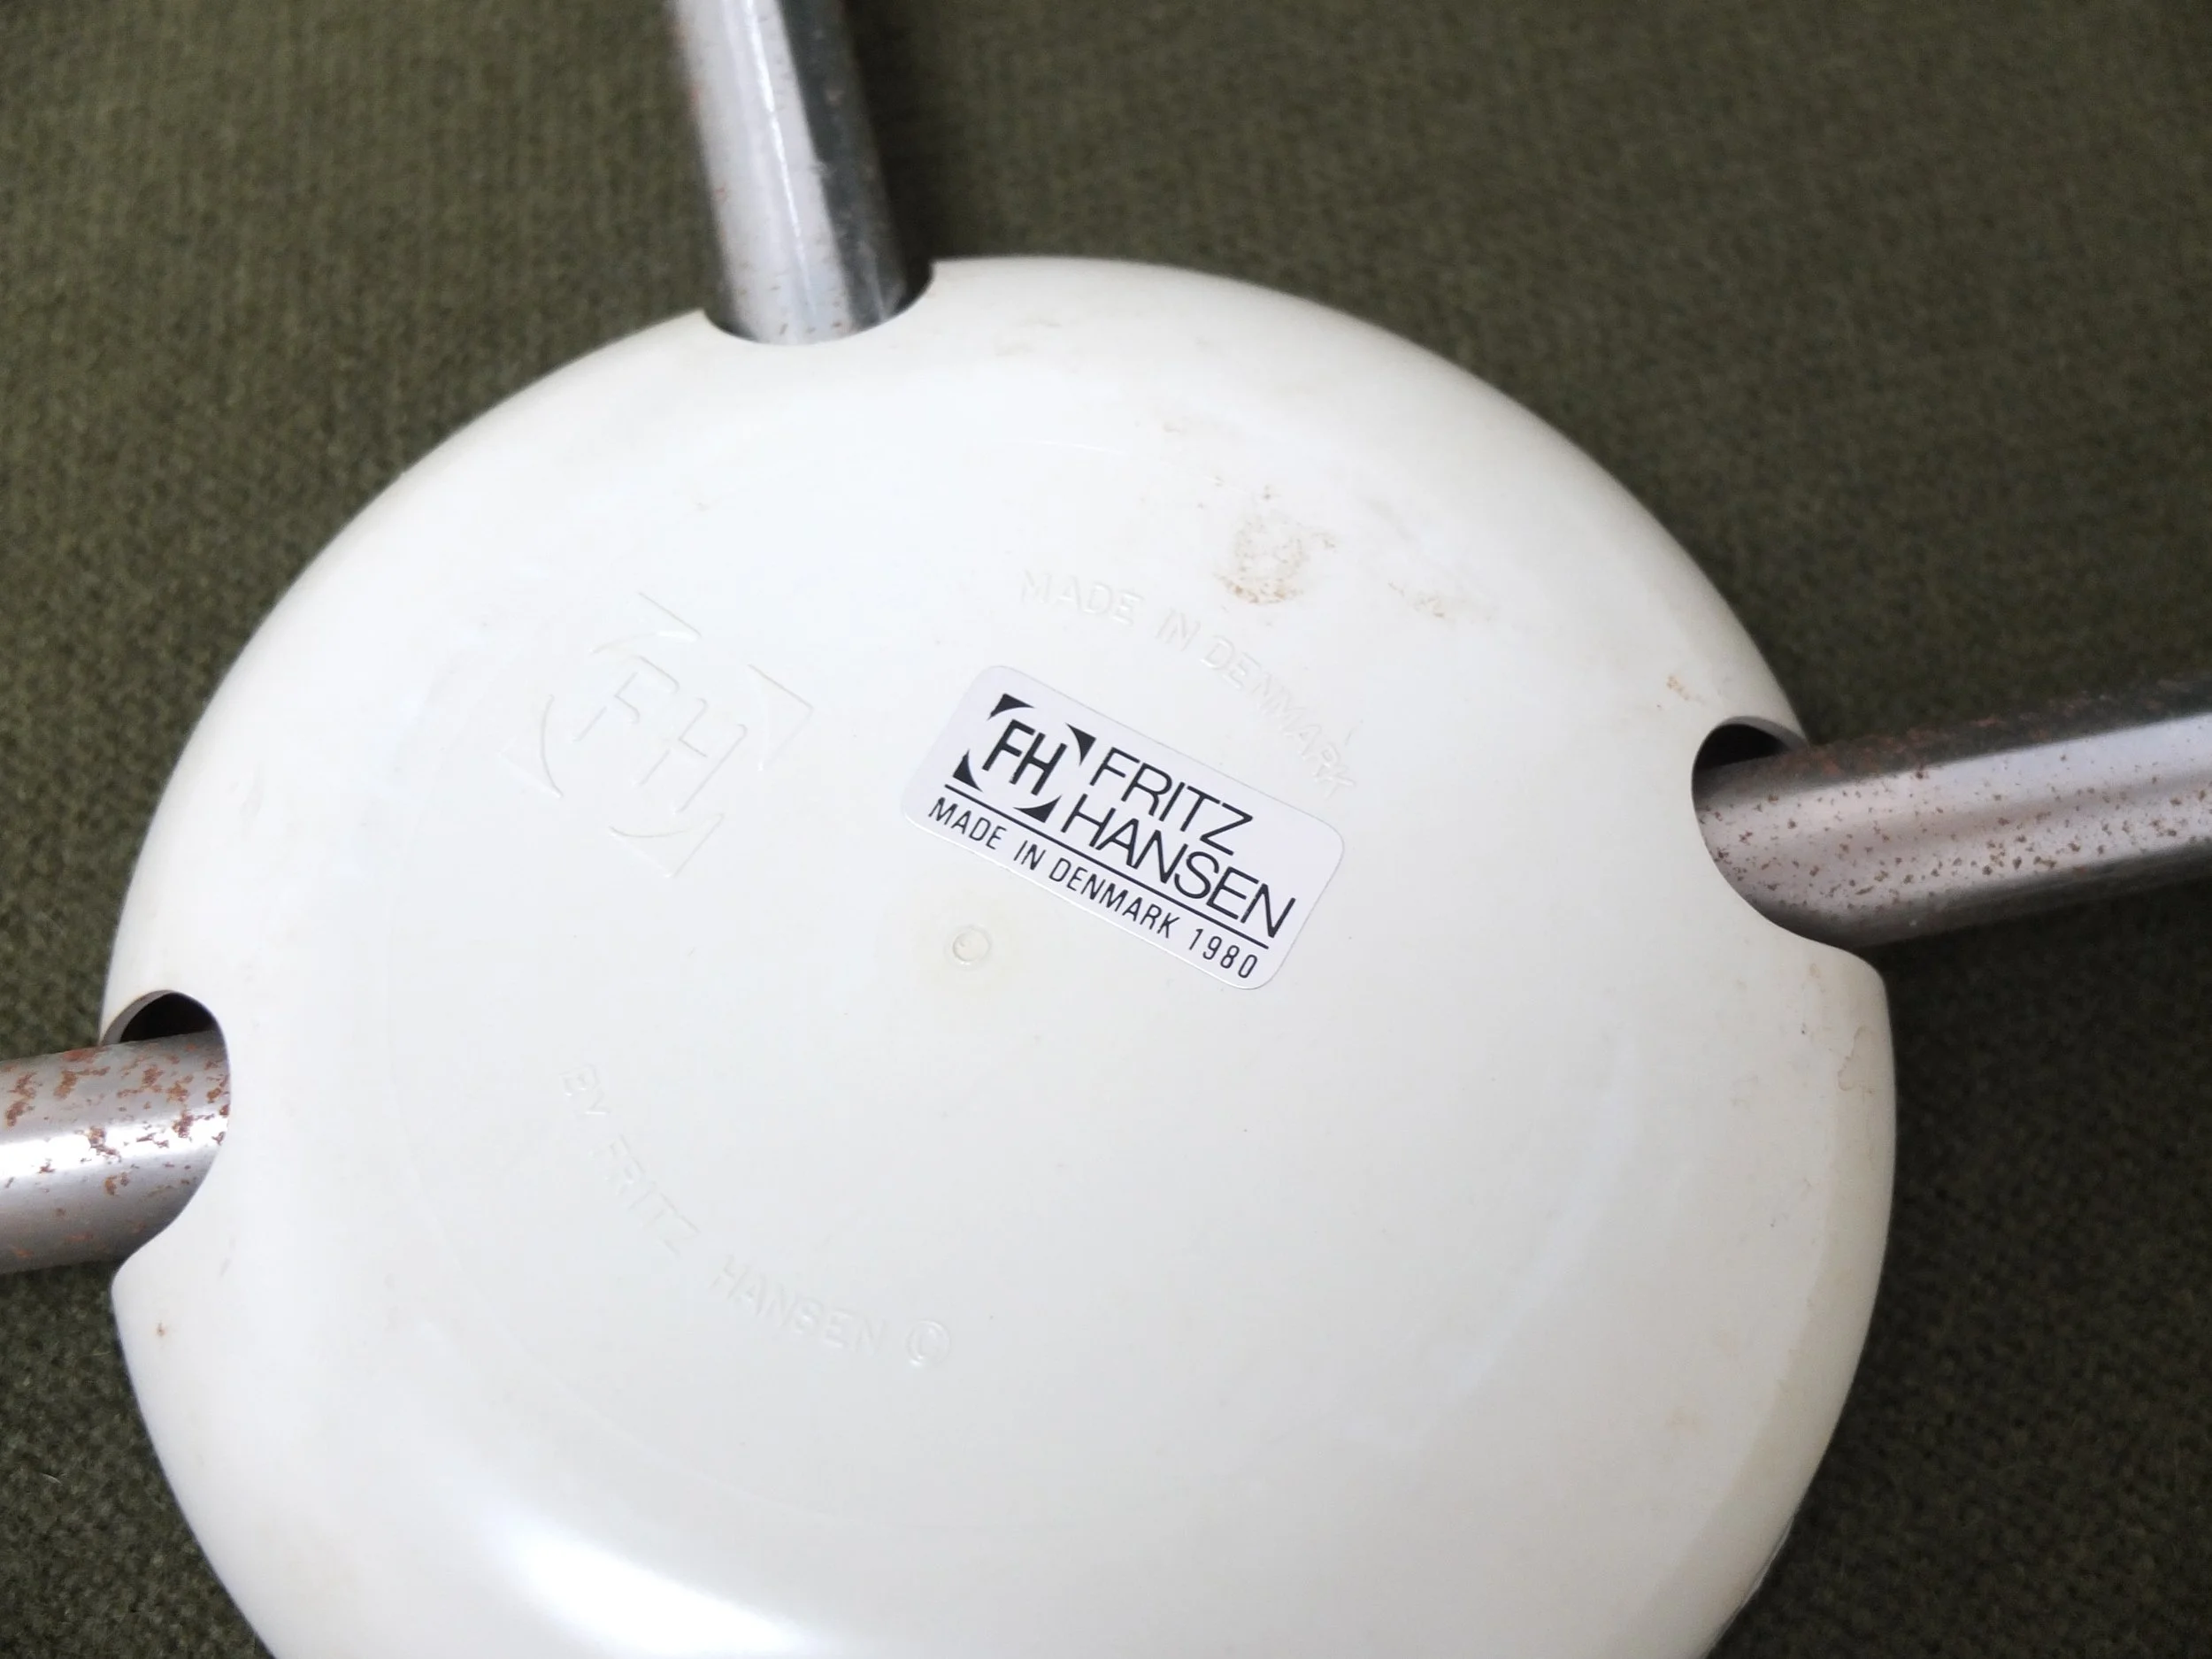 MADE IN DENMARK
FH
FH FRITZ
HANSEN
MADE IN DENMARK 1980
BY FRITZ HANSEN ©